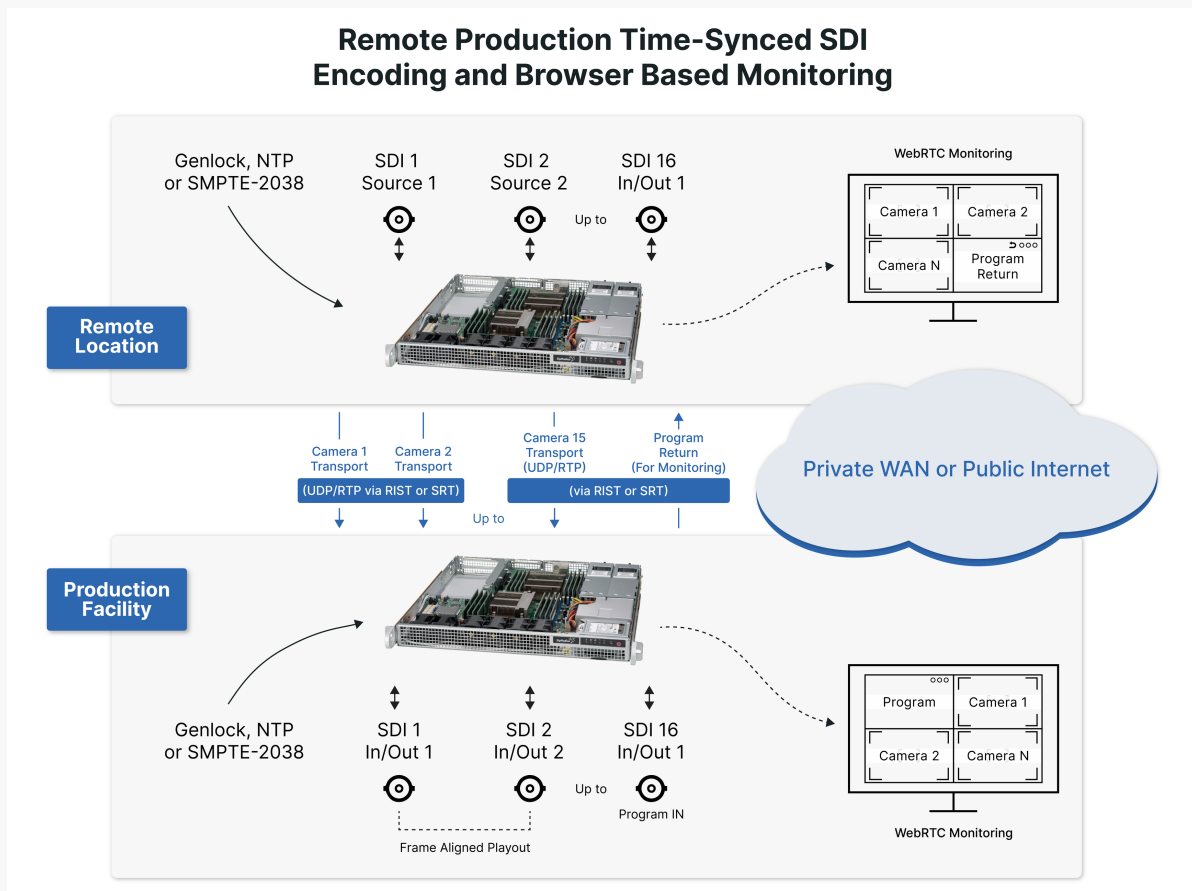 Remote Production Time-Synced SDI
Encoding and Browser Based Monitoring
Genlock, NTP
or SMPTE-2038
SDI 1
Source 1
SDI 2
Source 2
Up to
SDI 16
In/Out 1
WebRTC Monitoring
Camera 1
Camera 2
Camera N
Program
Return
Remote
Location
Camera 1
Transport
Camera 2
Transport
(UDP/RTP via RIST or SRT)
Up to
Camera 15
Transport
(UDP/RTP)
Program
Return
(For Monitoring)
(via RIST or SRT)
Private WAN or Public Internet
Production
Facility
Genlock, NTP
or SMPTE-2038
SDI 1
In/Out 1
SDI 2
In/Out 2
Up to
SDI 16
In/Out 1
Program IN
Frame Aligned Playout
Program
Camera 1
Camera 2
Camera N
WebRTC Monitoring